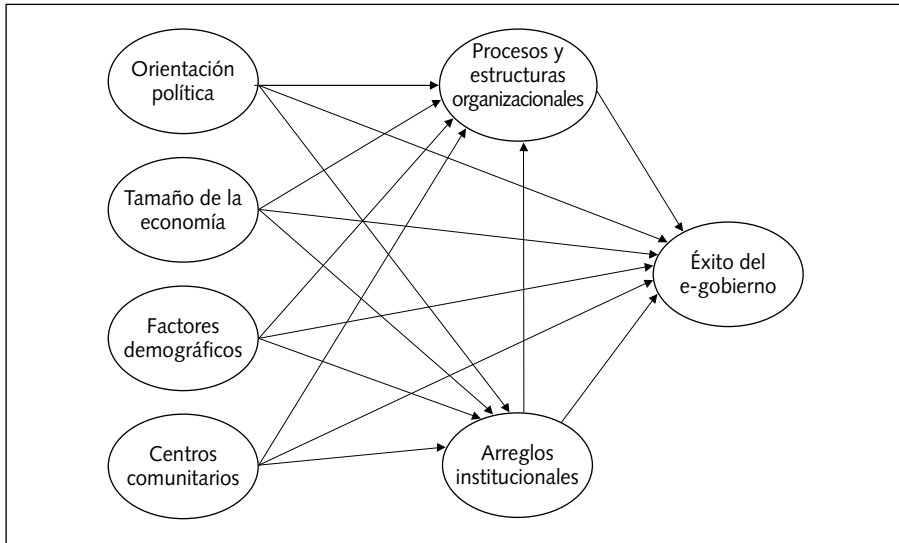 Orientación
política
Tamaño de la
economía
Factores
demográficos
Centros
comunitarios
Procesos y
estructuras
organizacionales
Arreglos
institucionales
Éxito del
e-gobierno